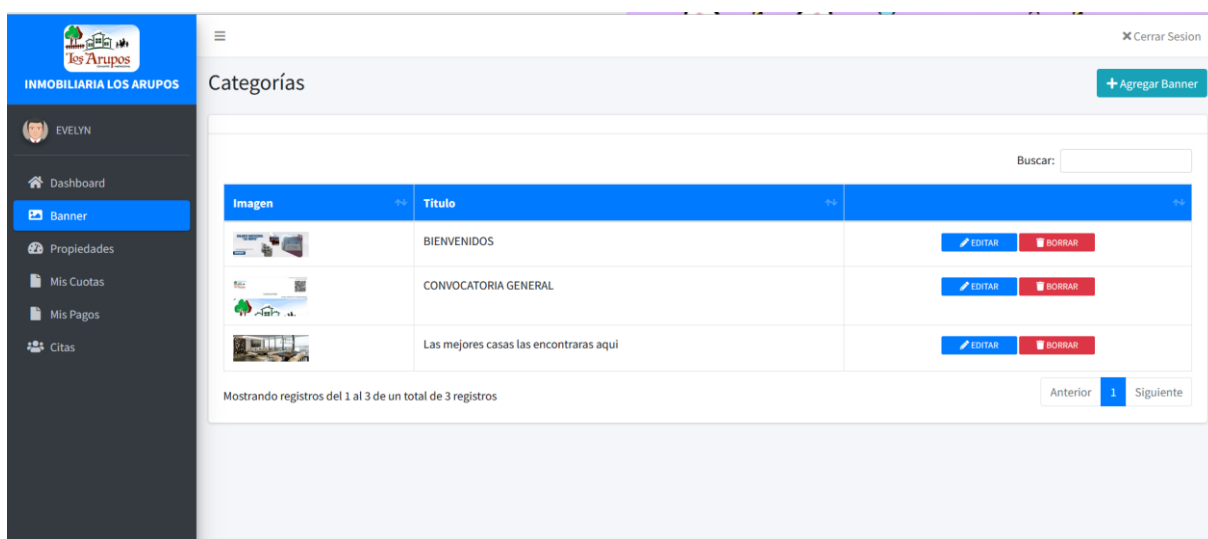 Los Arupos
INMOBILIARIA LOS ARUPOS
EVELYN
Dashboard
Banner
Propiedades
Mis Cuotas
Mis Pagos
Citas
Cerrar Sesion
Categorías
Agregar Banner
Buscar:
Imagen Titulo
BIENVENIDOS EDITAR BORRAR
CONVOCATORIA GENERAL EDITAR BORRAR
Las mejores casas las encontraras aqui EDITAR BORRAR
Mostrando registros del 1 al 3 de un total de 3 registros
Anterior 1 Siguiente